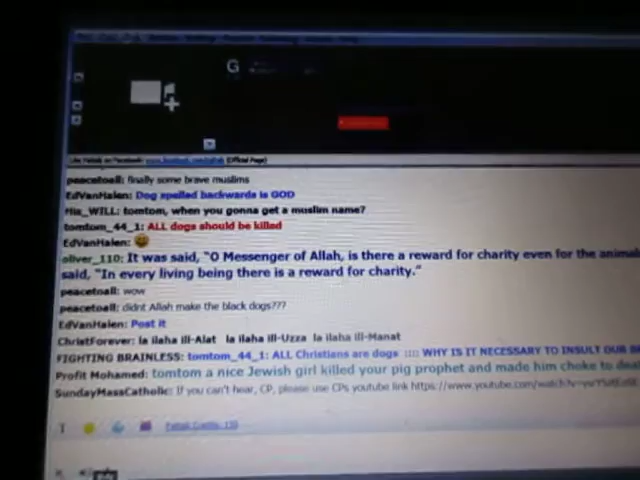 G
Facebook: www.facebook.com/ (Official Page)
peacetoall: finally some brave muslims
EdVanHalen: Dog spelled backwards is GOD
His_WILL: tomtom, when you gonna get a muslim name?
tomtom_44_1: ALL dogs should be killed
EdVanHalen:
oliver_110: It was said, "O Messenger of Allah, is there a reward for charity even for the
said, "In every living being there is a reward for charity."
peacetoall: wow
peacetoall: didnt Allah make the black dogs???
EdVanHalen: Post it
ChristForever: la ilaha ill-Alat la ilaha ill-Uzza la ilaha ill-Manat
FIGHTING BRAINLESS: tomtom_44_1: ALL Christians are dogs ::::: WHY IS IT NECESSARY TO INSULT OUR
Profit Mohamed: tomtom a nice Jewish girl killed your pig prophet and made him choke to
SundayMassCatholic: If you can't hear, CP, please use CPs youtube link https://www.youtube.com/watch?v=